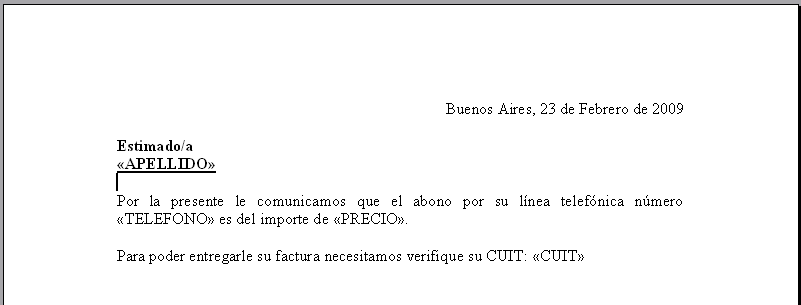 Buenos Aires, 23 de Febrero de 2009
Estimado/a
«APELLIDO»
Por la presente le comunicamos que el abono por su línea telefónica número
«TELEFONO» es del importe de «PRECIO».
Para poder entregarle su factura necesitamos verifique su CUIT: «CUIT»